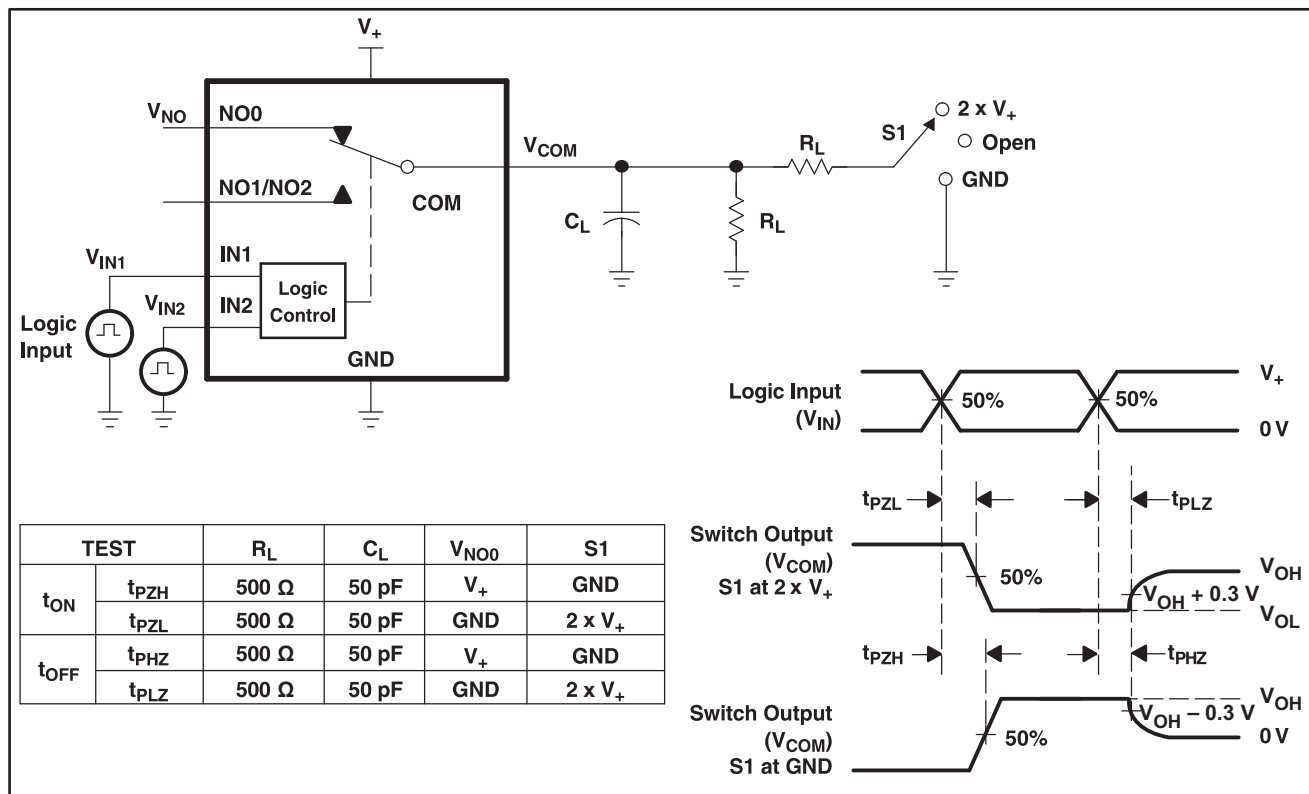 V+
VNO NO0
VCOM
NO1/NO2
COM
CL
RL
RL
S1
2 x V+
Open
GND
VIN1 IN1
VIN2 IN2
Logic
Control
Logic
Input
GND
Logic Input
(VIN)
50%
50%
V+
0 V
tPZL
tPLZ
Switch Output
(VCOM)
S1 at 2 x V+
50%
VOH
VOH + 0.3 V
VOL
tPZH
tPHZ
Switch Output
(VCOM)
S1 at GND
50%
VOH
VOH – 0.3 V
0 V
TEST RL CL VNO0 S1
tON tPZH 500 Ω 50 pF V+ GND
tPZL 500 Ω 50 pF GND 2 x V+
tOFF tPHZ 500 Ω 50 pF V+ GND
tPLZ 500 Ω 50 pF GND 2 x V+